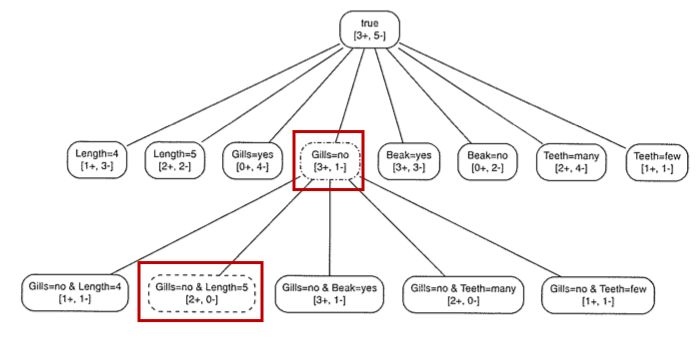 true
[3+, 5-]
Length=4
[1+, 3-]
Length=5
[2+, 2-]
Gills=yes
[0+, 4-]
Gills=no
[3+, 1-]
Beak=yes
[3+, 3-]
Beak=no
[0+, 2-]
Teeth=many
[2+, 4-]
Teeth=few
[1+, 1-]
Gills=no & Length=4
[1+, 1-]
Gills=no & Length=5
[2+, 0-]
Gills=no & Beak=yes
[3+, 1-]
Gills=no & Teeth=many
[2+, 0-]
Gills=no & Teeth=few
[1+, 1-]